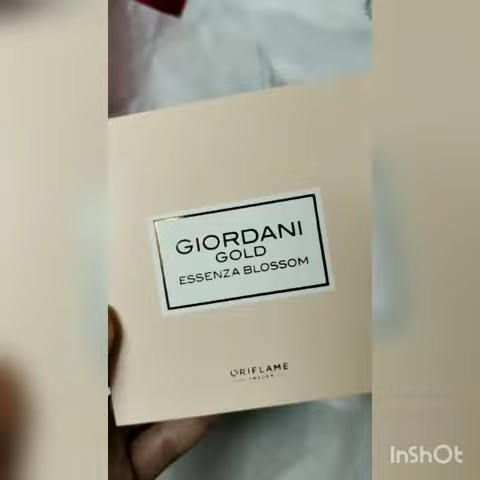 GIORDANI
GOLD
ESSENZA BLOSSOM
ORIFLAME
SWEDEN
InShOt